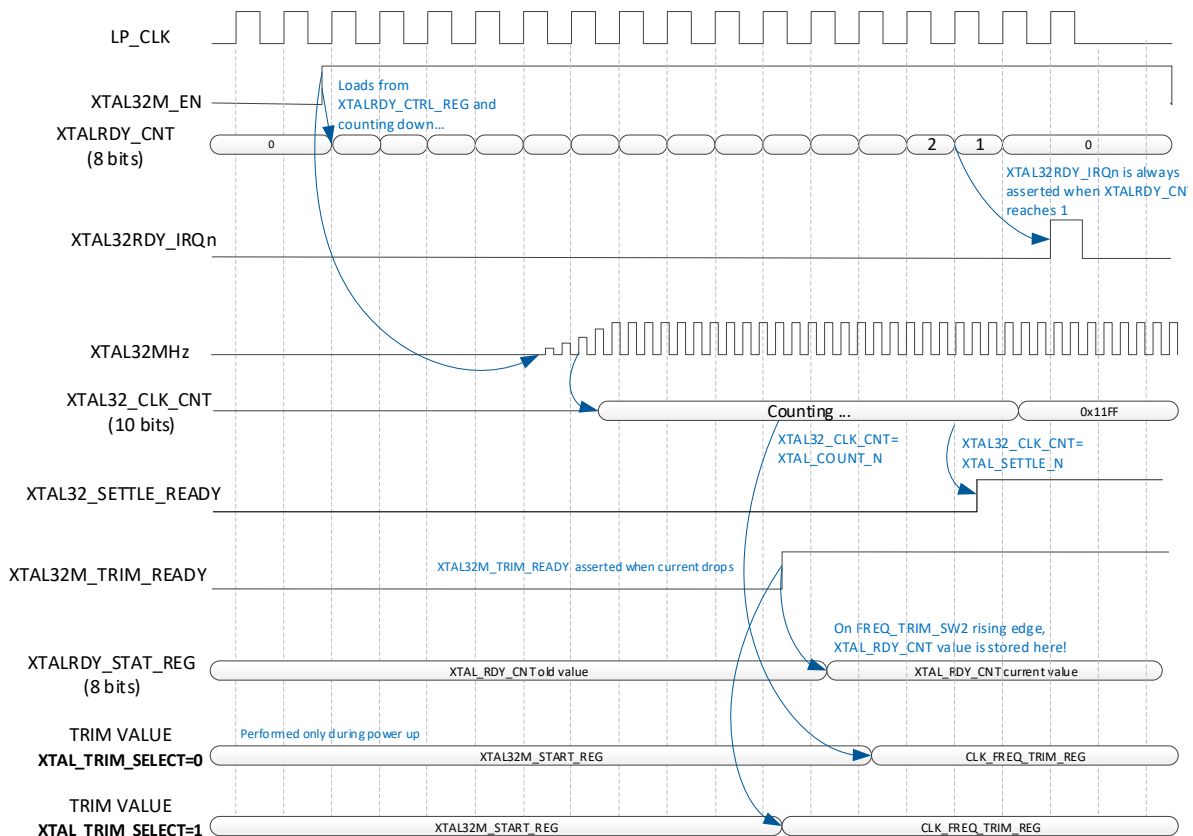 LP_CLK
XTAL32M_EN
Loads from
XTALRDY_CTRL_REG and
counting down...
XTALRDY_CNT
(8 bits)
0
2
1
0
XTAL32RDY_IRQn is always
asserted when XTALRDY_CNT
reaches 1
XTAL32RDY_IRQn
XTAL32MHz
XTAL32_CLK_CNT
(10 bits)
Counting ...
0x11FF
XTAL32_CLK_CNT=
XTAL_COUNT_N
XTAL32_CLK_CNT=
XTAL_SETTLE_N
XTAL32_SETTLE_READY
XTAL32M_TRIM_READY
XTAL32M_TRIM_READY asserted when current drops
On FREQ_TRIM_SW2 rising edge,
XTAL_RDY_CNT value is stored here!
XTALRDY_STAT_REG
(8 bits)
XTAL_RDY_CNT old value
XTAL_RDY_CNT current value
TRIM VALUE
XTAL_TRIM_SELECT=0
Performed only during power up
XTAL32M_START_REG
CLK_FREQ_TRIM_REG
TRIM VALUE
XTAL_TRIM_SELECT=1
XTAL32M_START_REG
CLK_FREQ_TRIM_REG